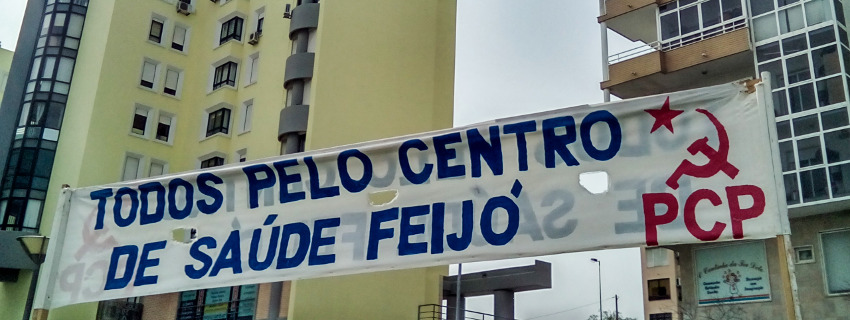 TODOS PELO CENTRO
DE SAÚDE FEIJÓ
PCP